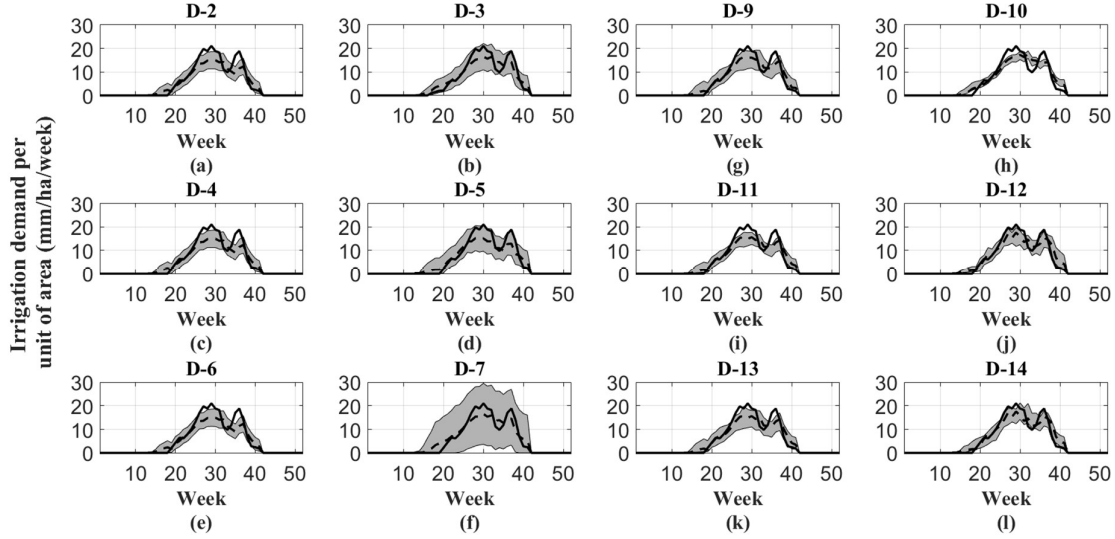 Irrigation demand per
unit of area (mm/ha/week)
D-2
30
20
10
0
10 20 30 40 50
Week
(a)
D-3
30
20
10
0
10 20 30 40 50
Week
(b)
D-9
30
20
10
0
10 20 30 40 50
Week
(g)
D-10
30
20
10
0
10 20 30 40 50
Week
(h)
D-4
30
20
10
0
10 20 30 40 50
Week
(c)
D-5
30
20
10
0
10 20 30 40 50
Week
(d)
D-11
30
20
10
0
10 20 30 40 50
Week
(i)
D-12
30
20
10
0
10 20 30 40 50
Week
(j)
D-6
30
20
10
0
10 20 30 40 50
Week
(e)
D-7
30
20
10
0
10 20 30 40 50
Week
(f)
D-13
30
20
10
0
10 20 30 40 50
Week
(k)
D-14
30
20
10
0
10 20 30 40 50
Week
(l)